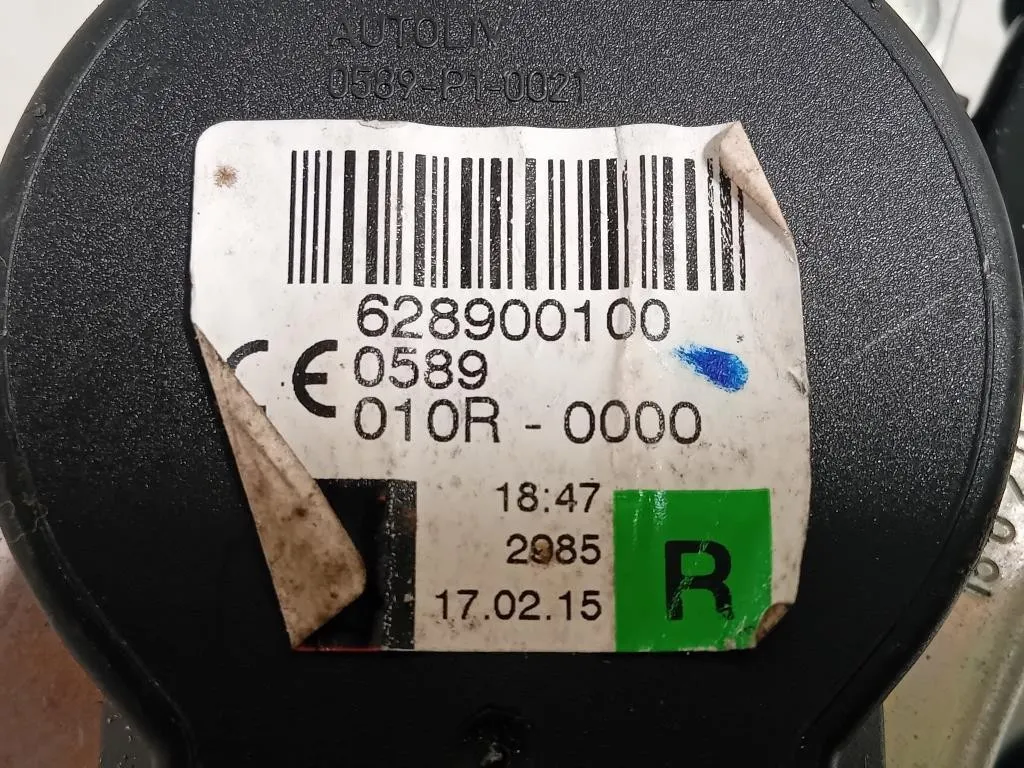 AUTOLIV
0589-P1-0021
628900100
CE 0589
010R - 0000
18:47
2985
17.02.15
R